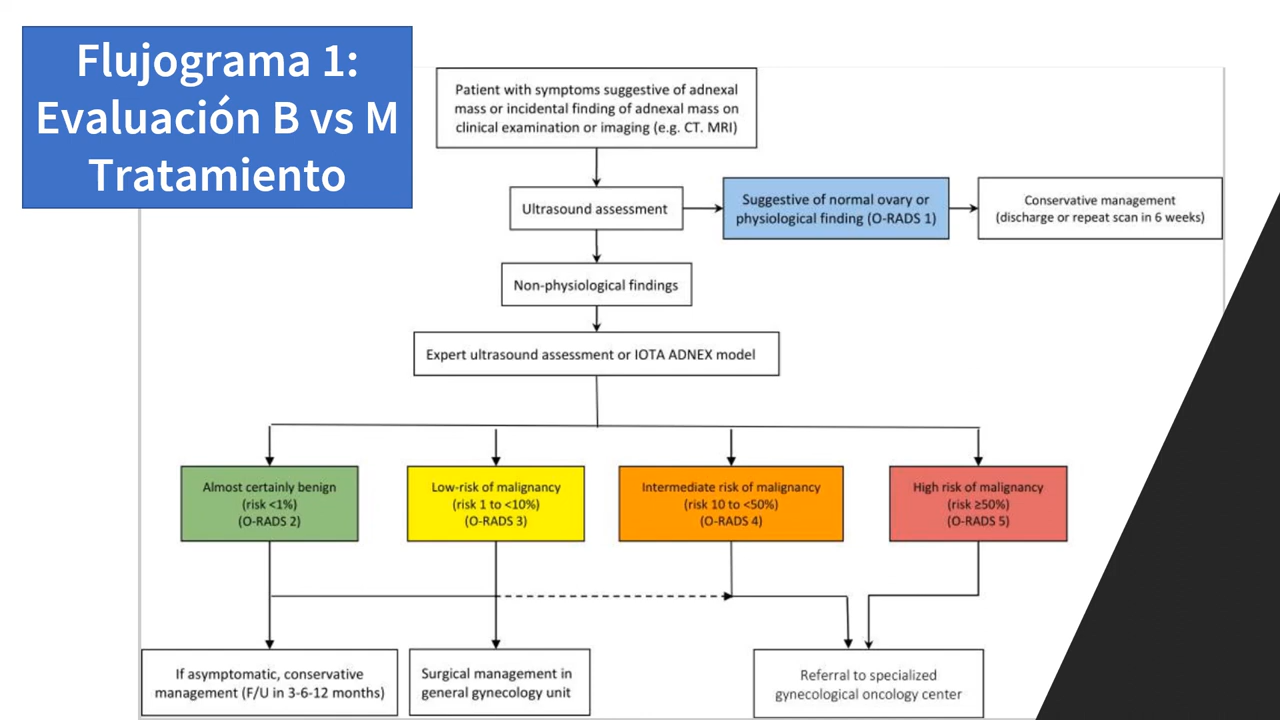 Flujograma 1:
Evaluación B vs M
Tratamiento
Patient with symptoms suggestive of adnexal
mass or incidental finding of adnexal mass on
clinical examination or imaging (e.g. CT. MRI)
Ultrasound assessment
Suggestive of normal ovary or
physiological finding (O-RADS 1)
Conservative management
(discharge or repeat scan in 6 weeks)
Non-physiological findings
Expert ultrasound assessment or IOTA ADNEX model
Almost certainly benign
(risk <1%)
(O-RADS 2)
Low-risk of malignancy
(risk 1 to <10%)
(O-RADS 3)
Intermediate risk of malignancy
(risk 10 to <50%)
(O-RADS 4)
High risk of malignancy
(risk ≥50%)
(O-RADS 5)
If asymptomatic, conservative
management (F/U in 3-6-12 months)
Surgical management in
general gynecology unit
Referral to specialized
gynecological oncology center